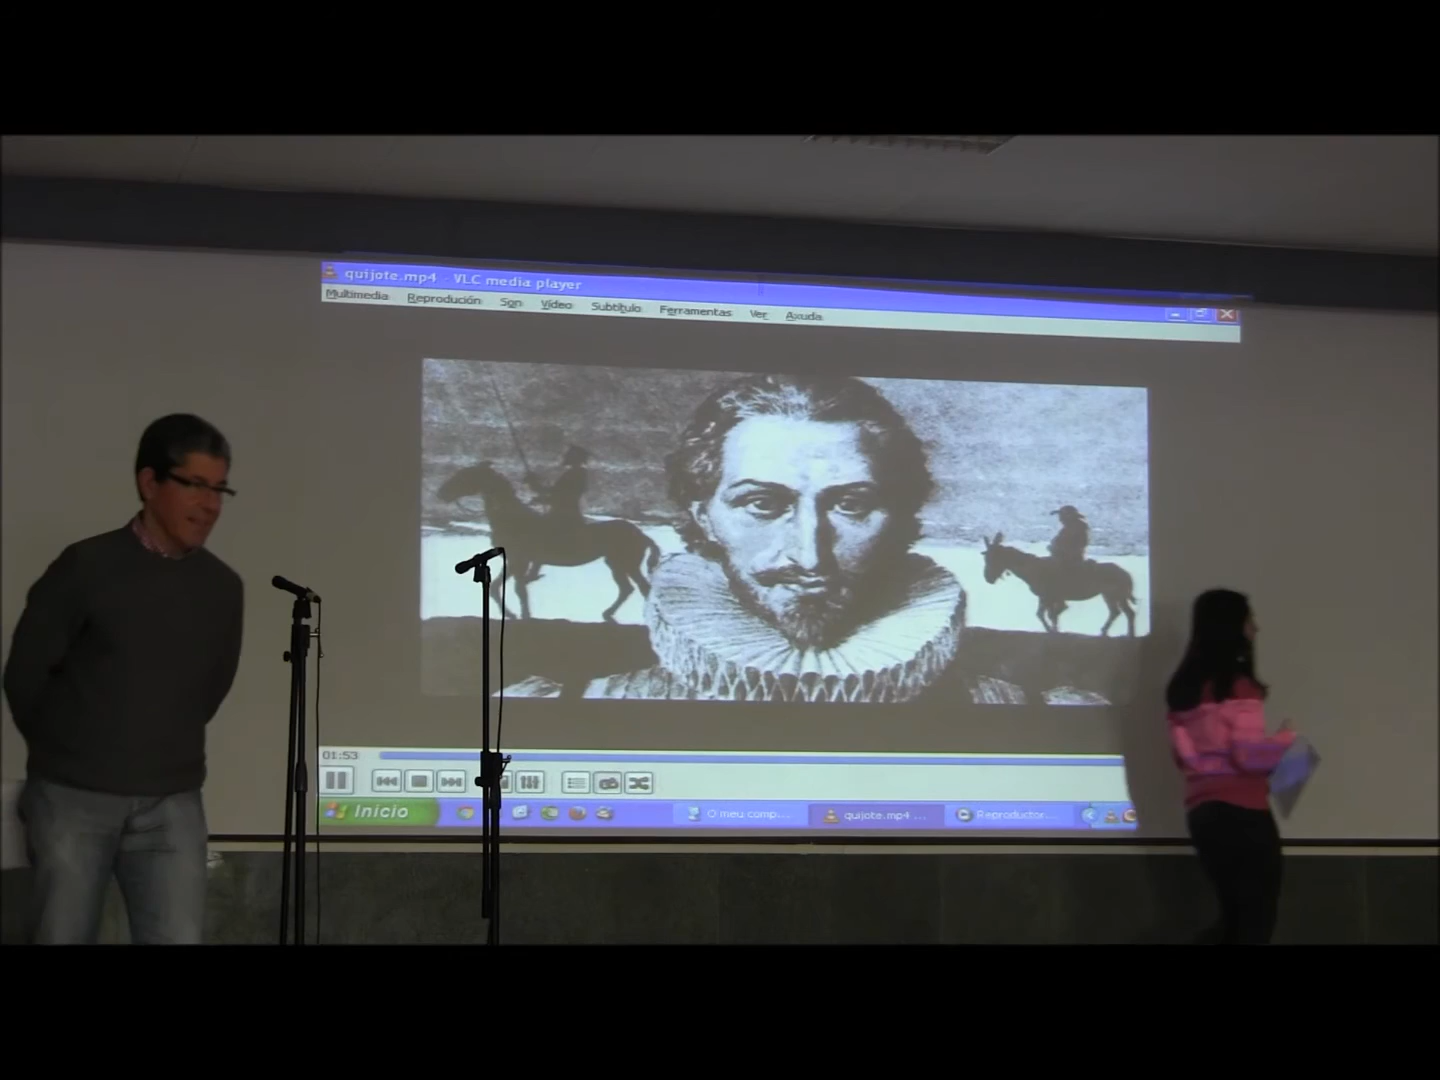 quijote.mp4 - VLC media player
Multimedia Reprodución Son Vídeo Subtítulo Ferramentas Ver Axuda
01:53
Inicio O meu comp... quijote.mp4 ... Reproductor...